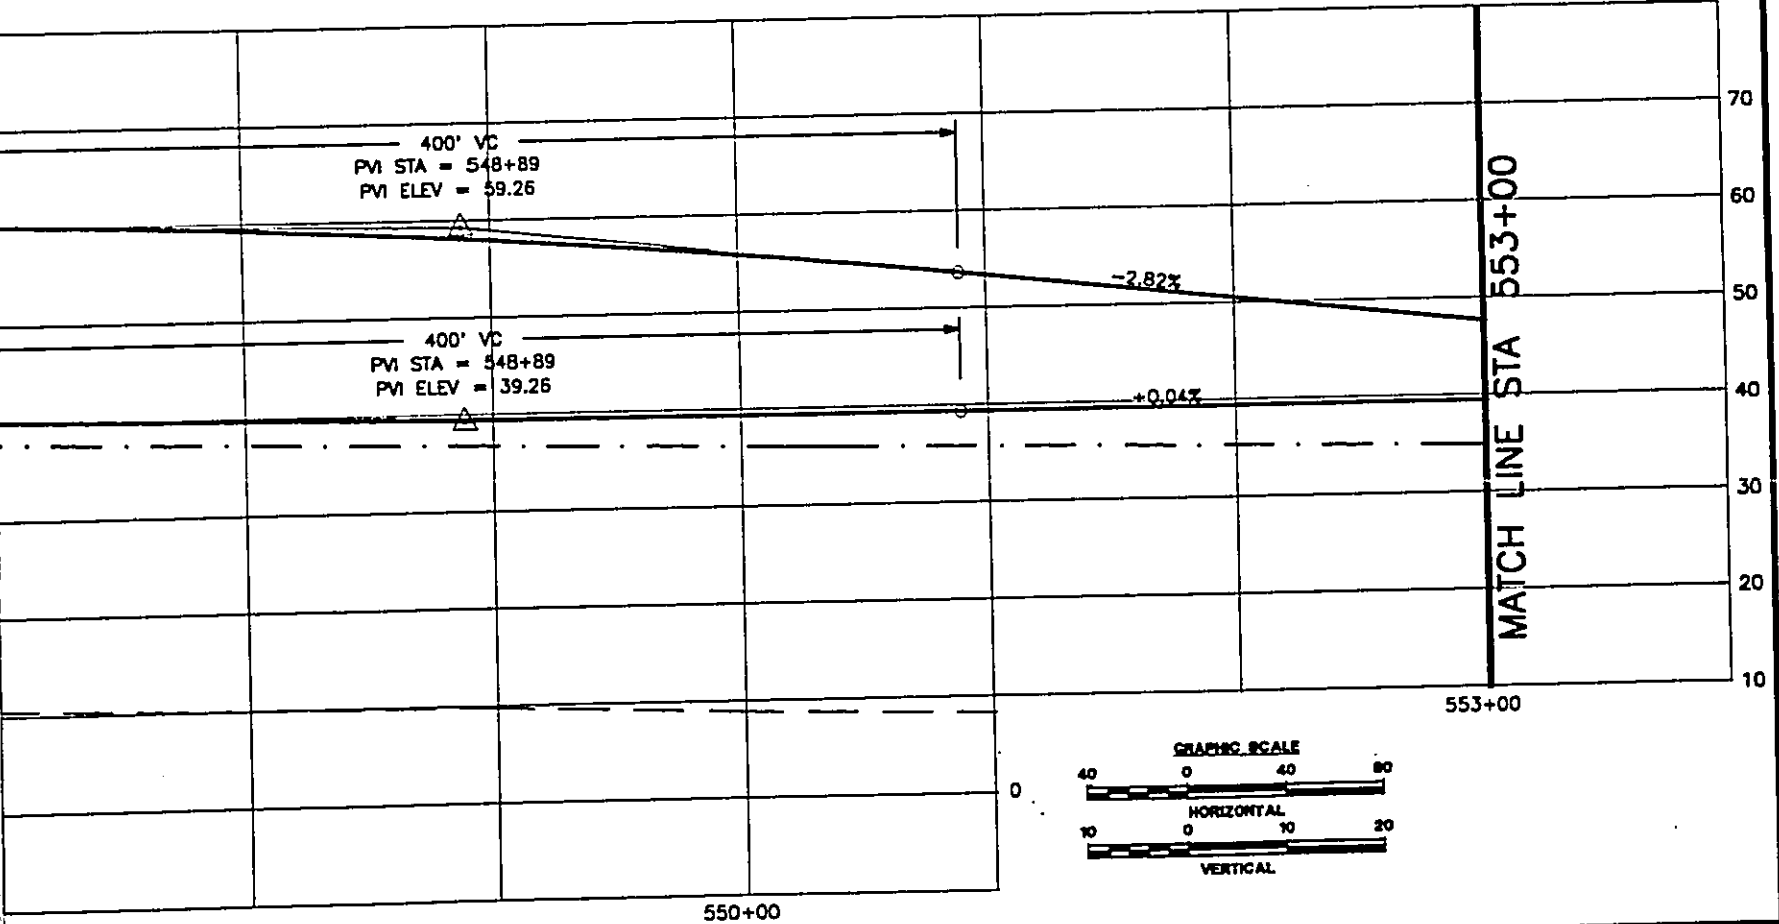 70
400' VC
PVI STA = 548+89
PVI ELEV = 59.26
60
-2.82%
50
400' VC
PVI STA = 548+89
PVI ELEV = 39.26
+0.04%
40
30
20
10
MATCH LINE STA 553+00
553+00
GRAPHIC SCALE
40 0 40 80
HORIZONTAL
10 0 10 20
VERTICAL
0
550+00